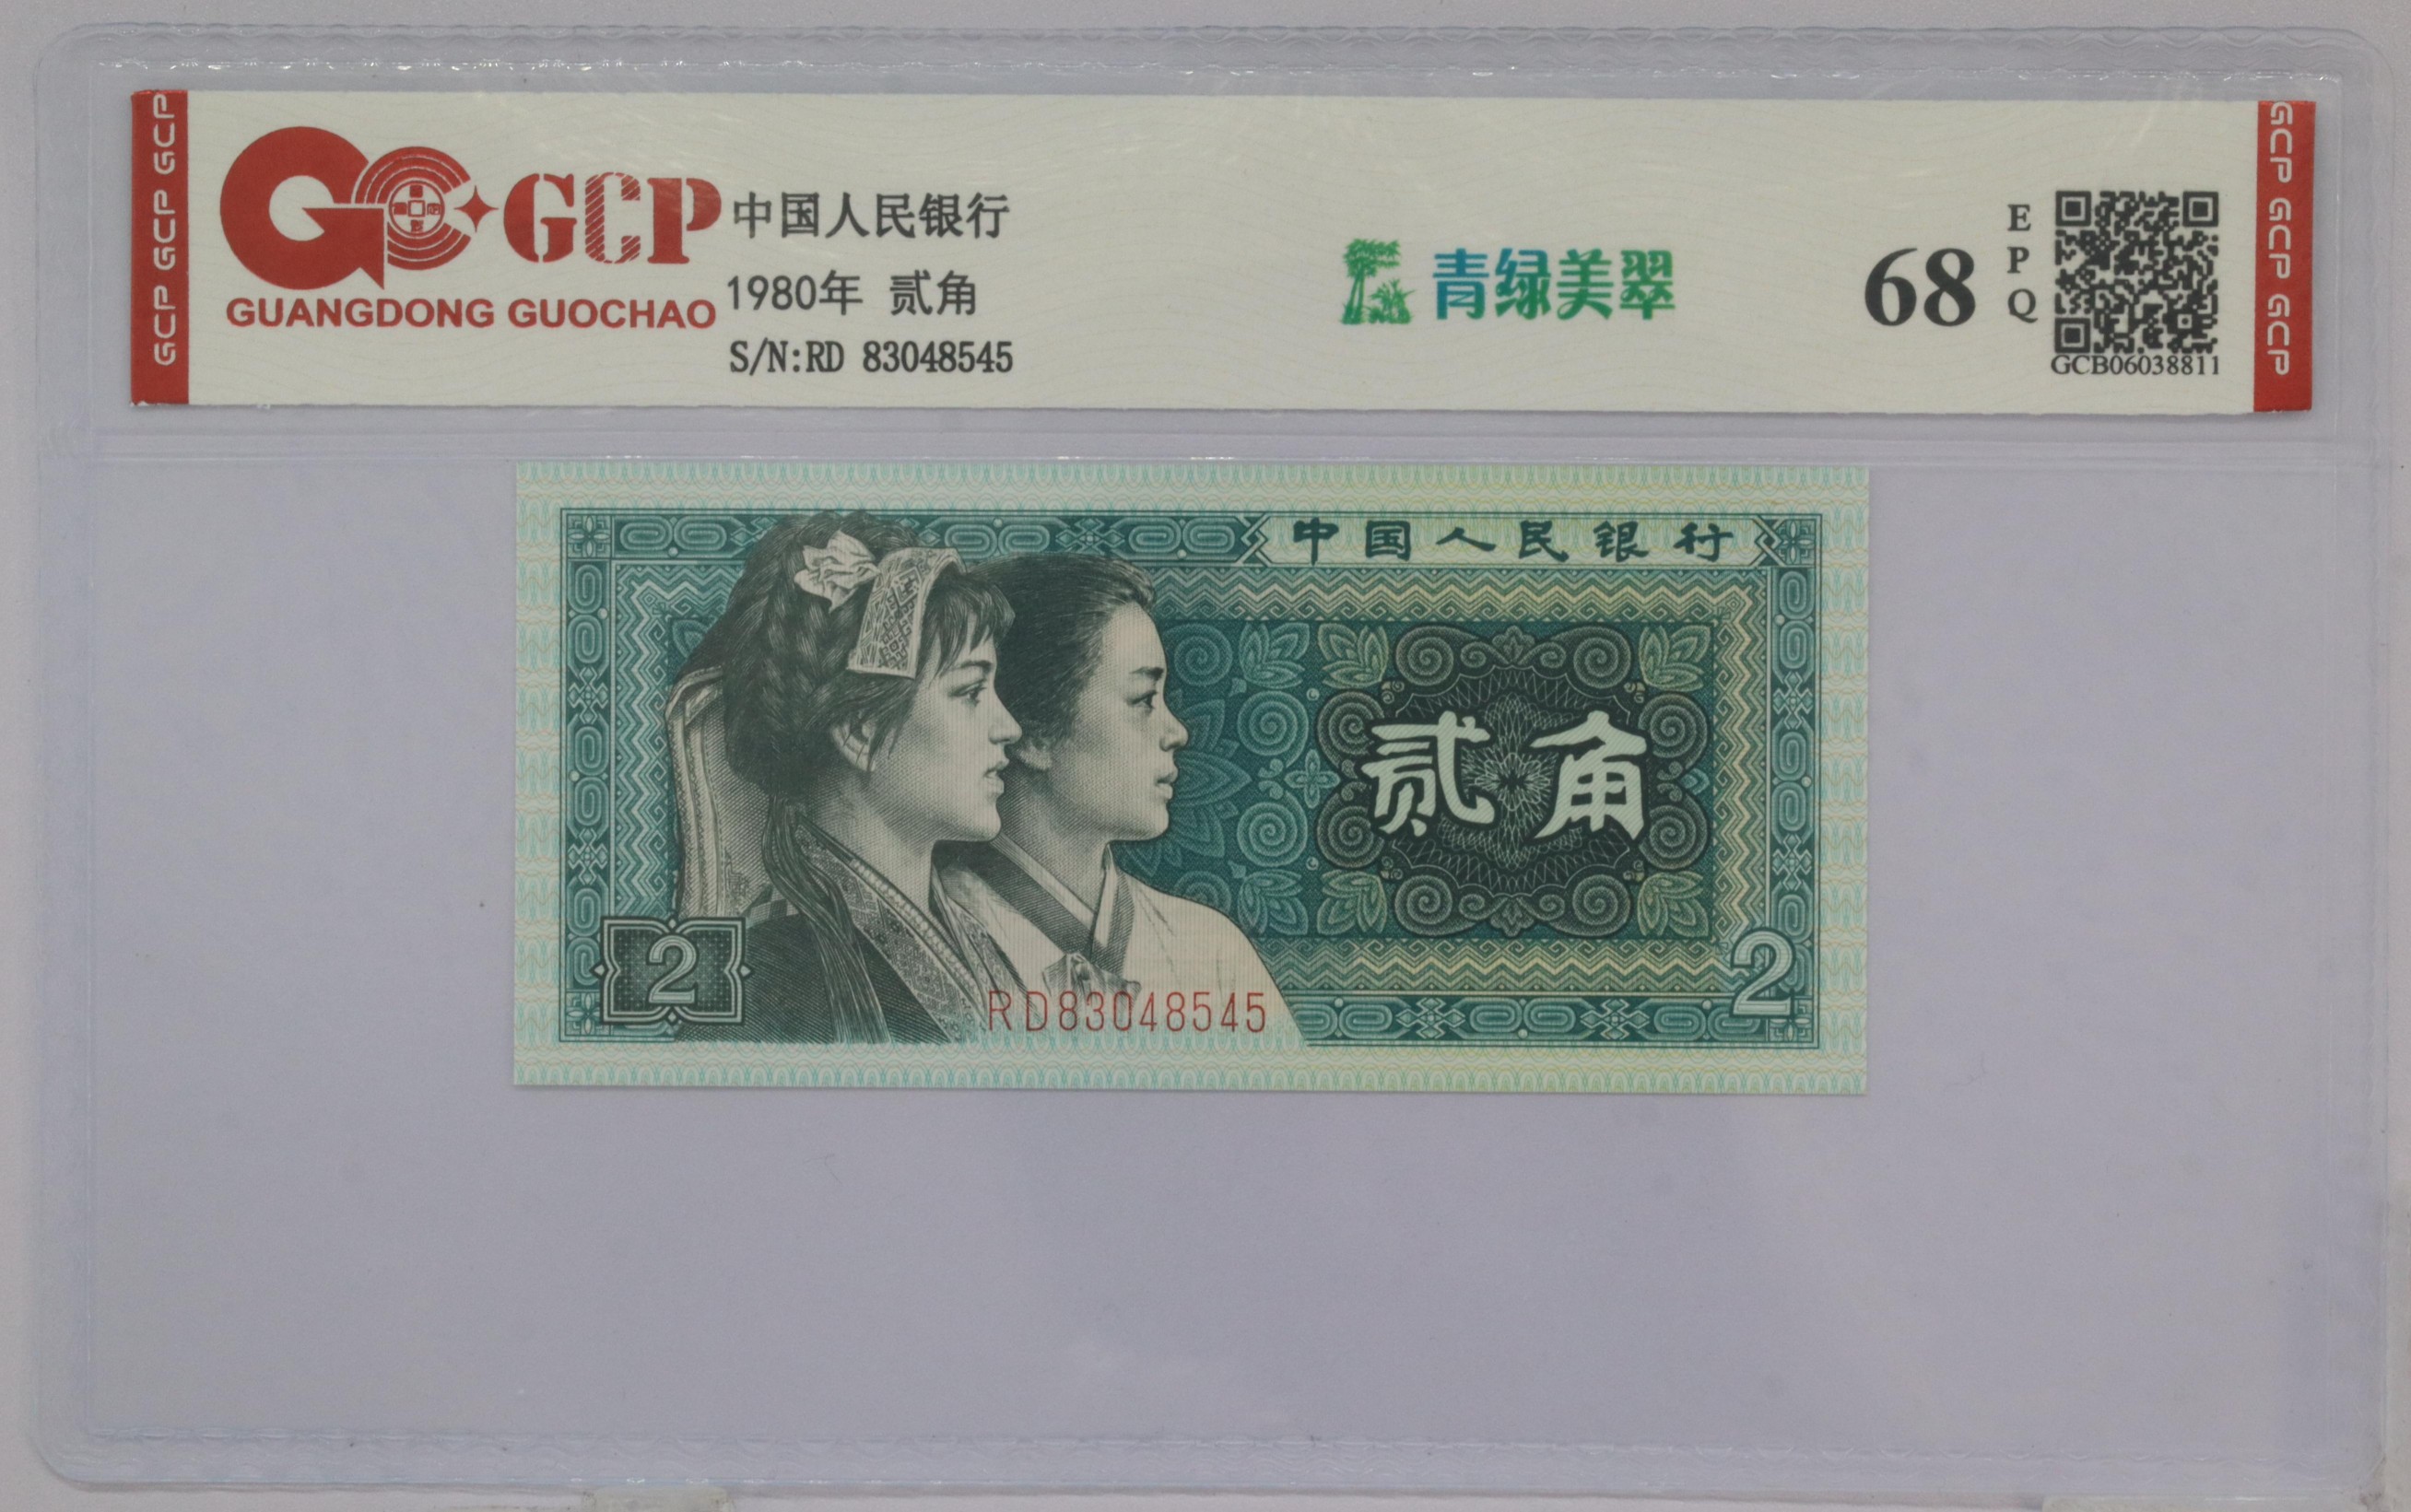 GCP GCP GCP
GCP
GUANGDONG GUOCHAO
中国人民银行
1980年 贰角
S/N:RD 83048545
青绿美翠
68
EPQ
GCB06038811
GCP GCP GCP
中国人民银行
贰角
2
2
RD83048545